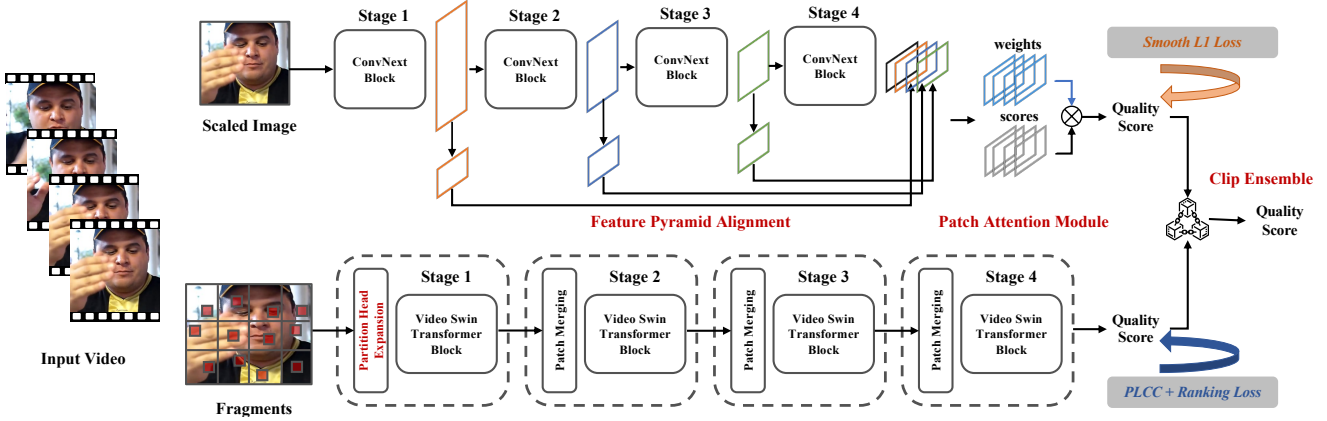 Stage 1
Stage 2
Stage 3
Stage 4
ConvNext
Block
ConvNext
Block
ConvNext
Block
ConvNext
Block
Scaled Image
weights
scores
Smooth L1 Loss
Quality
Score
Feature Pyramid Alignment
Patch Attention Module
Clip Ensemble
Quality
Score
Input Video
Fragments
Partition Head
Expansion
Stage 1
Video Swin
Transformer
Block
Patch Merging
Stage 2
Video Swin
Transformer
Block
Patch Merging
Stage 3
Video Swin
Transformer
Block
Patch Merging
Stage 4
Video Swin
Transformer
Block
Quality
Score
PLCC + Ranking Loss